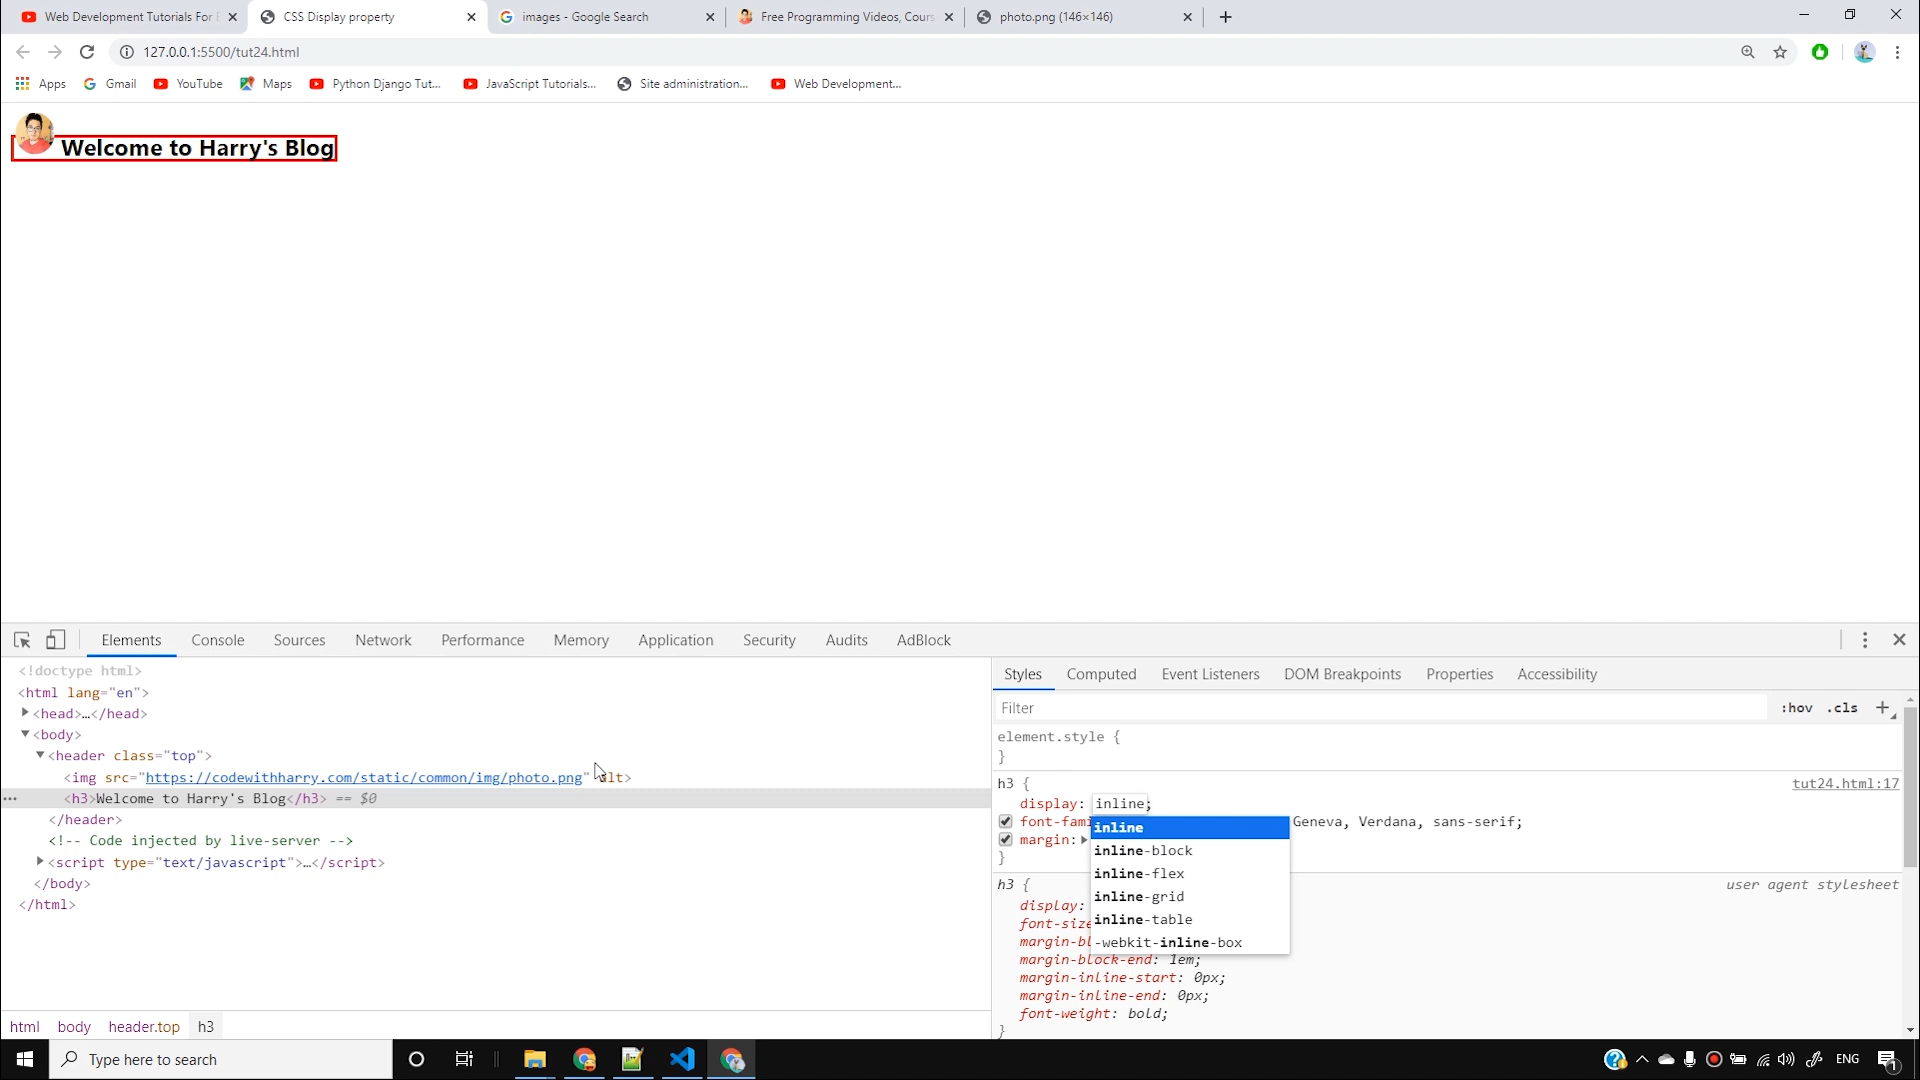 Web Development Tutorials For B
CSS Display property
images - Google Search
Free Programming Videos, Cours
photo.png (146×146)
127.0.0.1:5500/tut24.html
Apps
Gmail
YouTube
Maps
Python Django Tut...
JavaScript Tutorials...
Site administration...
Web Development...
Welcome to Harry's Blog
Elements Console Sources Network Performance Memory Application Security Audits AdBlock
<!doctype html>
<html lang="en">
<head>…</head>
<body>
<header class="top">
<img src="https://codewithharry.com/static/common/img/photo.png" alt>
<h3>Welcome to Harry's Blog</h3> == $0
</header>
<!-- Code injected by live-server -->
<script type="text/javascript">…</script>
</body>
</html>
html body header.top h3
Styles Computed Event Listeners DOM Breakpoints Properties Accessibility
Filter
:hov .cls +
element.style {
}
h3 {
tut24.html:17
display: inline;
font-fami
Geneva, Verdana, sans-serif;
margin:
}
inline
inline-block
inline-flex
inline-grid
inline-table
-webkit-inline-box
h3 {
user agent stylesheet
display:
font-size
margin-bl
margin-block-end: 1em;
margin-inline-start: 0px;
margin-inline-end: 0px;
font-weight: bold;
}
Type here to search
ENG
1